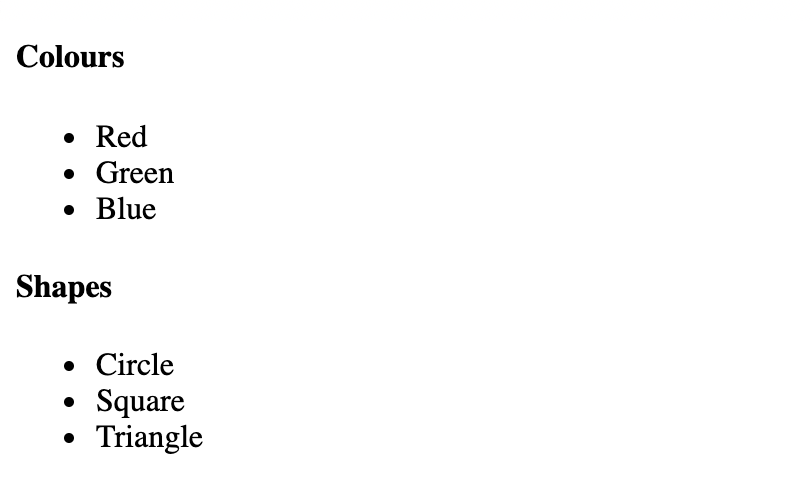 Colours
• Red
• Green
• Blue
Shapes
• Circle
• Square
• Triangle